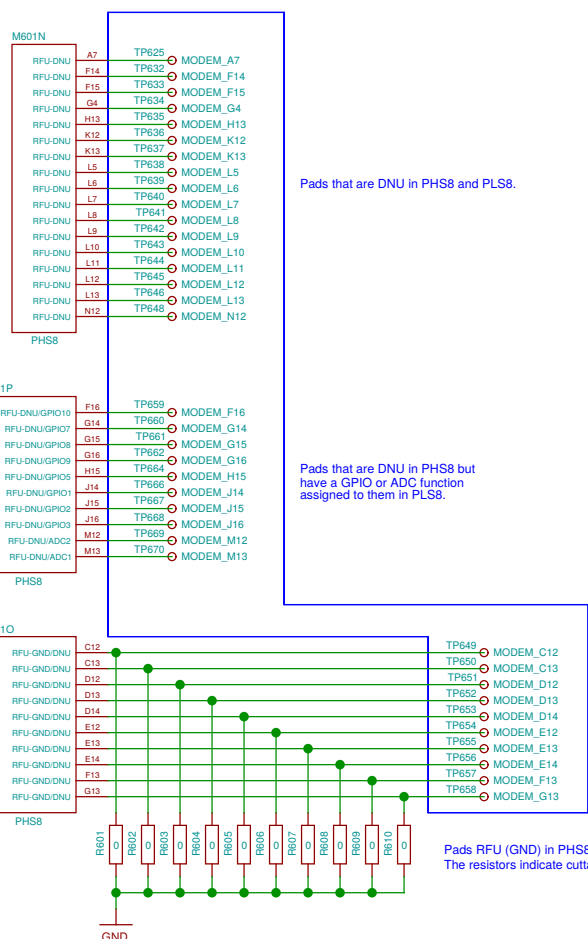 M601N
RFU-DNU A7 TP625 MODEM_A7
RFU-DNU F14 TP632 MODEM_F14
RFU-DNU F15 TP633 MODEM_F15
RFU-DNU G4 TP634 MODEM_G4
RFU-DNU H13 TP635 MODEM_H13
RFU-DNU K12 TP636 MODEM_K12
RFU-DNU K13 TP637 MODEM_K13
RFU-DNU L5 TP638 MODEM_L5
RFU-DNU L6 TP639 MODEM_L6
RFU-DNU L7 TP640 MODEM_L7
RFU-DNU L8 TP641 MODEM_L8
RFU-DNU L9 TP642 MODEM_L9
RFU-DNU L10 TP643 MODEM_L10
RFU-DNU L11 TP644 MODEM_L11
RFU-DNU L12 TP645 MODEM_L12
RFU-DNU L13 TP646 MODEM_L13
RFU-DNU N12 TP648 MODEM_N12
PHS8
Pads that are DNU in PHS8 and PLS8.
1P
RFU-DNU/GPIO10 F16 TP659 MODEM_F16
RFU-DNU/GPIO7 G14 TP660 MODEM_G14
RFU-DNU/GPIO8 G15 TP661 MODEM_G15
RFU-DNU/GPIO9 G16 TP662 MODEM_G16
RFU-DNU/GPIO5 H15 TP664 MODEM_H15
RFU-DNU/GPIO1 J14 TP666 MODEM_J14
RFU-DNU/GPIO2 J15 TP667 MODEM_J15
RFU-DNU/GPIO3 J16 TP668 MODEM_J16
RFU-DNU/ADC2 M12 TP669 MODEM_M12
RFU-DNU/ADC1 M13 TP670 MODEM_M13
PHS8
Pads that are DNU in PHS8 but
have a GPIO or ADC function
assigned to them in PLS8.
1O
RFU-GND/DNU C12 TP649 MODEM_C12
RFU-GND/DNU C13 TP650 MODEM_C13
RFU-GND/DNU D12 TP651 MODEM_D12
RFU-GND/DNU D13 TP652 MODEM_D13
RFU-GND/DNU D14 TP653 MODEM_D14
RFU-GND/DNU E12 TP654 MODEM_E12
RFU-GND/DNU E13 TP655 MODEM_E13
RFU-GND/DNU E14 TP656 MODEM_E14
RFU-GND/DNU F13 TP657 MODEM_F13
RFU-GND/DNU G13 TP658 MODEM_G13
PHS8
R601 0 R602 0 R603 0 R604 0 R605 0 R606 0 R607 0 R608 0 R609 0 R610 0
Pads RFU (GND) in PHS8
The resistors indicate cutta
GND